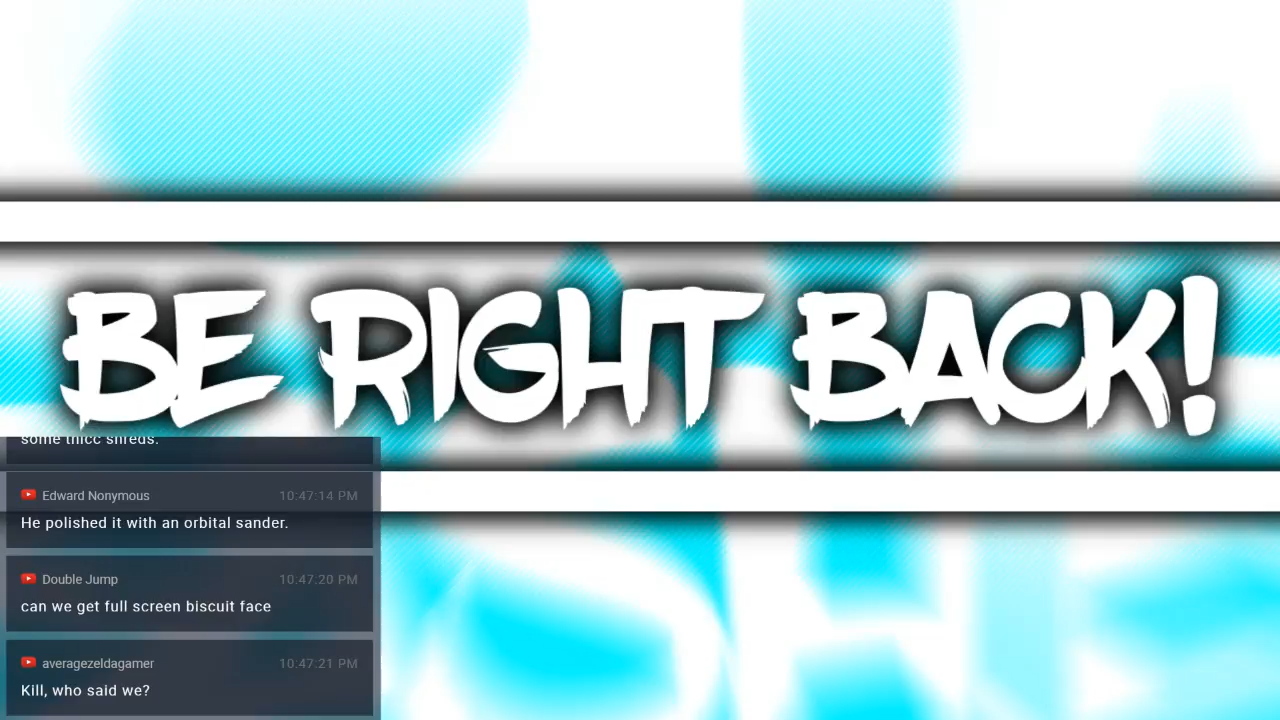 BE RIGHT BACK!
some thicc shreds.
Edward Nonymous 10:47:14 PM
He polished it with an orbital sander.
Double Jump 10:47:20 PM
can we get full screen biscuit face
averagezeldagamer 10:47:21 PM
Kill, who said we?